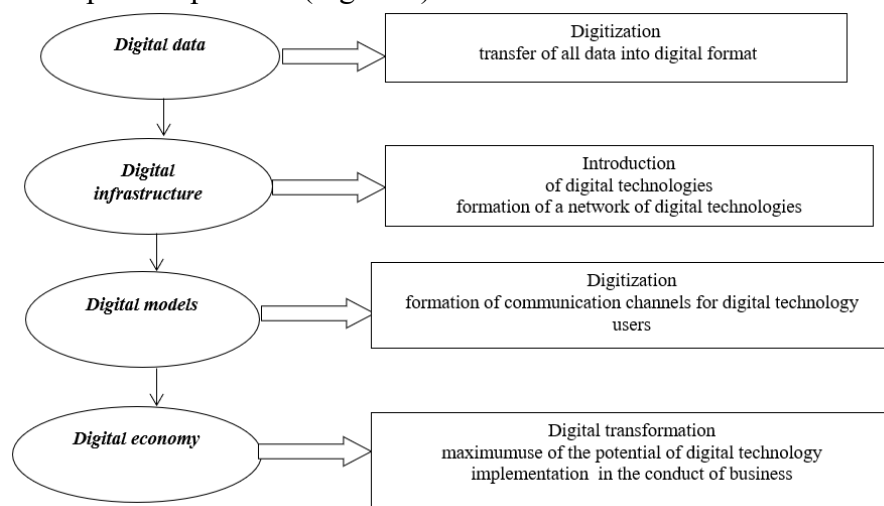 Digital data
Digitization
transfer of all data into digital format
Digital
infrastructure
Introduction
of digital technologies
formation of a network of digital technologies
Digital models
Digitization
formation of communication channels for digital technology
users
Digital economy
Digital transformation
maximumuse of the potential of digital technology
implementation in the conduct of business